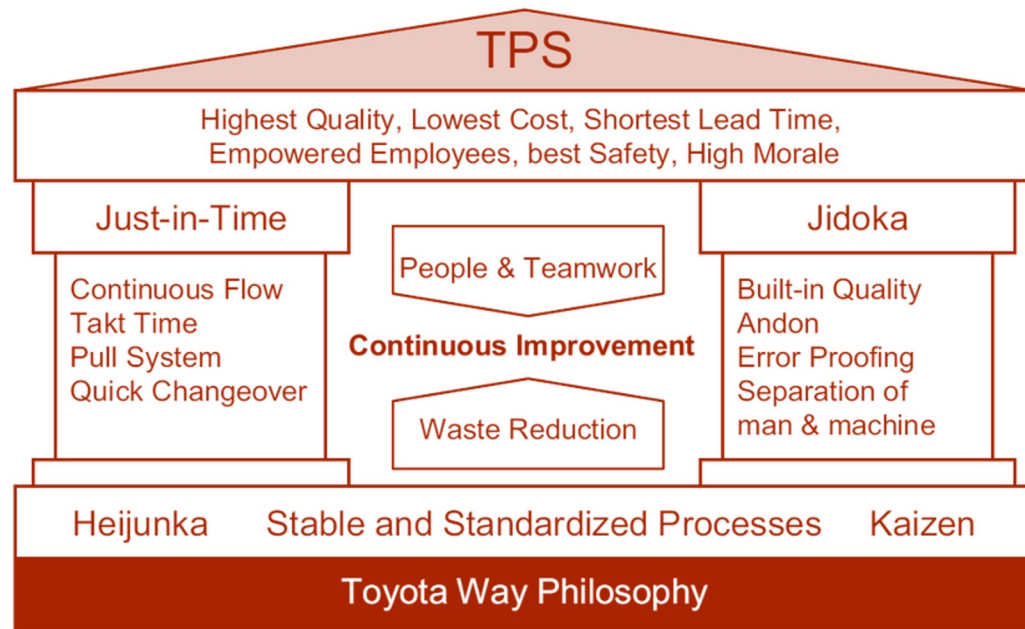 TPS
Highest Quality, Lowest Cost, Shortest Lead Time,
Empowered Employees, best Safety, High Morale
Just-in-Time
Continuous Flow
Takt Time
Pull System
Quick Changeover
People & Teamwork
Continuous Improvement
Waste Reduction
Jidoka
Built-in Quality
Andon
Error Proofing
Separation of
man & machine
Heijunka Stable and Standardized Processes Kaizen
Toyota Way Philosophy